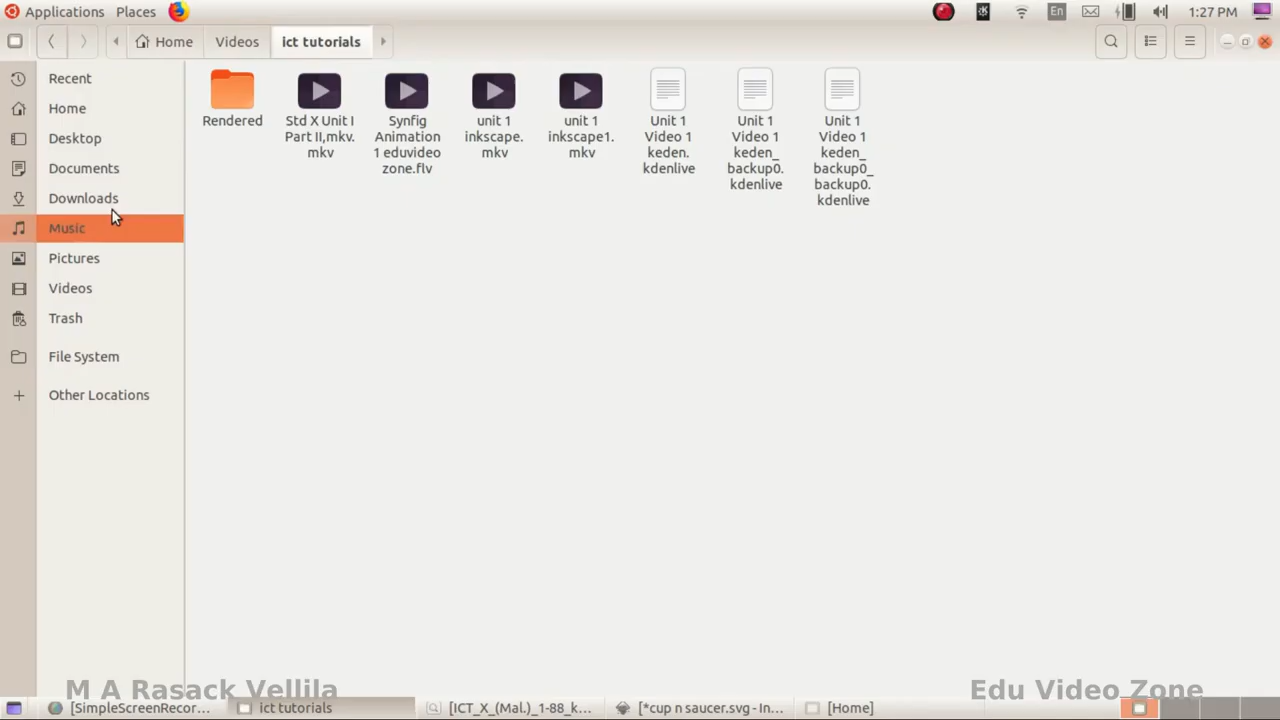 Applications Places
En
1:27 PM
Home
Videos
ict tutorials
Recent
Home
Desktop
Documents
Downloads
Music
Pictures
Videos
Trash
File System
Other Locations
Rendered
Std X Unit I
Part II,mkv.
mkv
Synfig
Animation
1 eduvideo
zone.flv
unit 1
inkscape.
mkv
unit 1
inkscape1.
mkv
Unit 1
Video 1
keden.
kdenlive
Unit 1
Video 1
keden_
backup0.
kdenlive
Unit 1
Video 1
keden_
backup0_
backup0.
kdenlive
M A Rasack Vellila
Edu Video Zone
[SimpleScreenRecor...
ict tutorials
[ICT_X_(Mal.)_1-88_k...
[*cup n saucer.svg - In...
[Home]